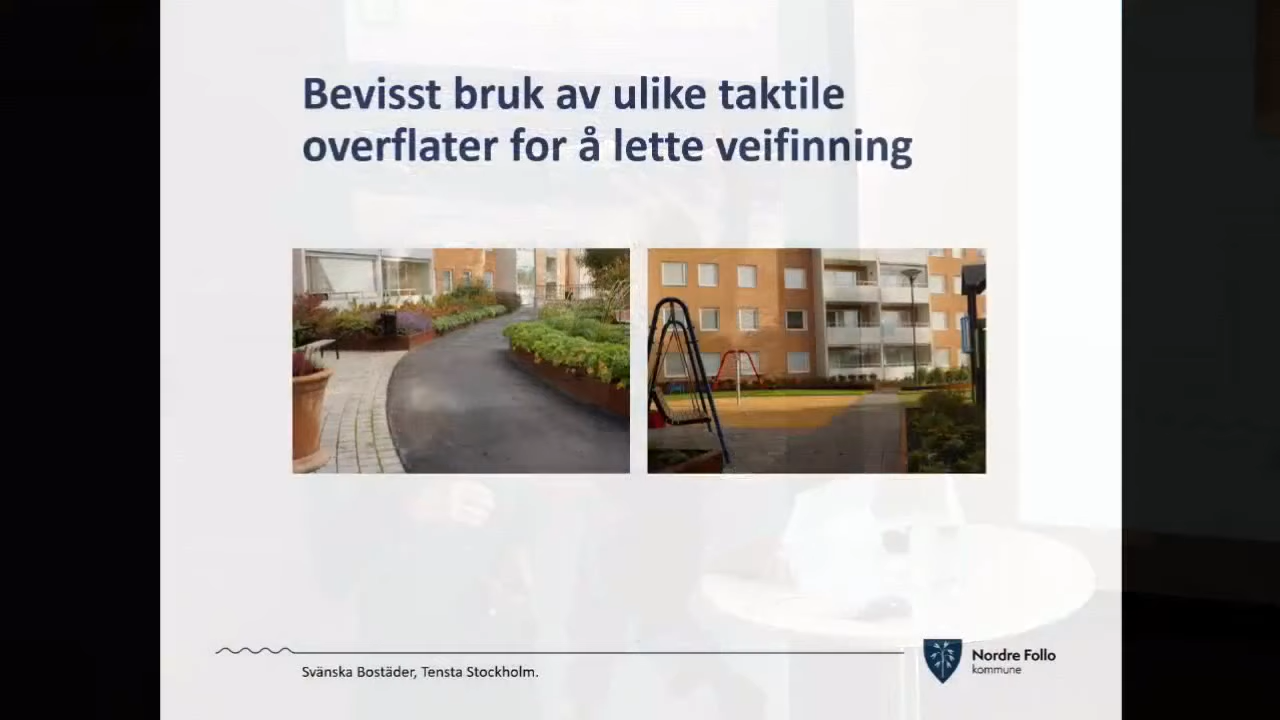 Bevisst bruk av ulike taktile
overflater for å lette veifinning
Svänska Bostäder, Tensta Stockholm.
Nordre Follo
kommune